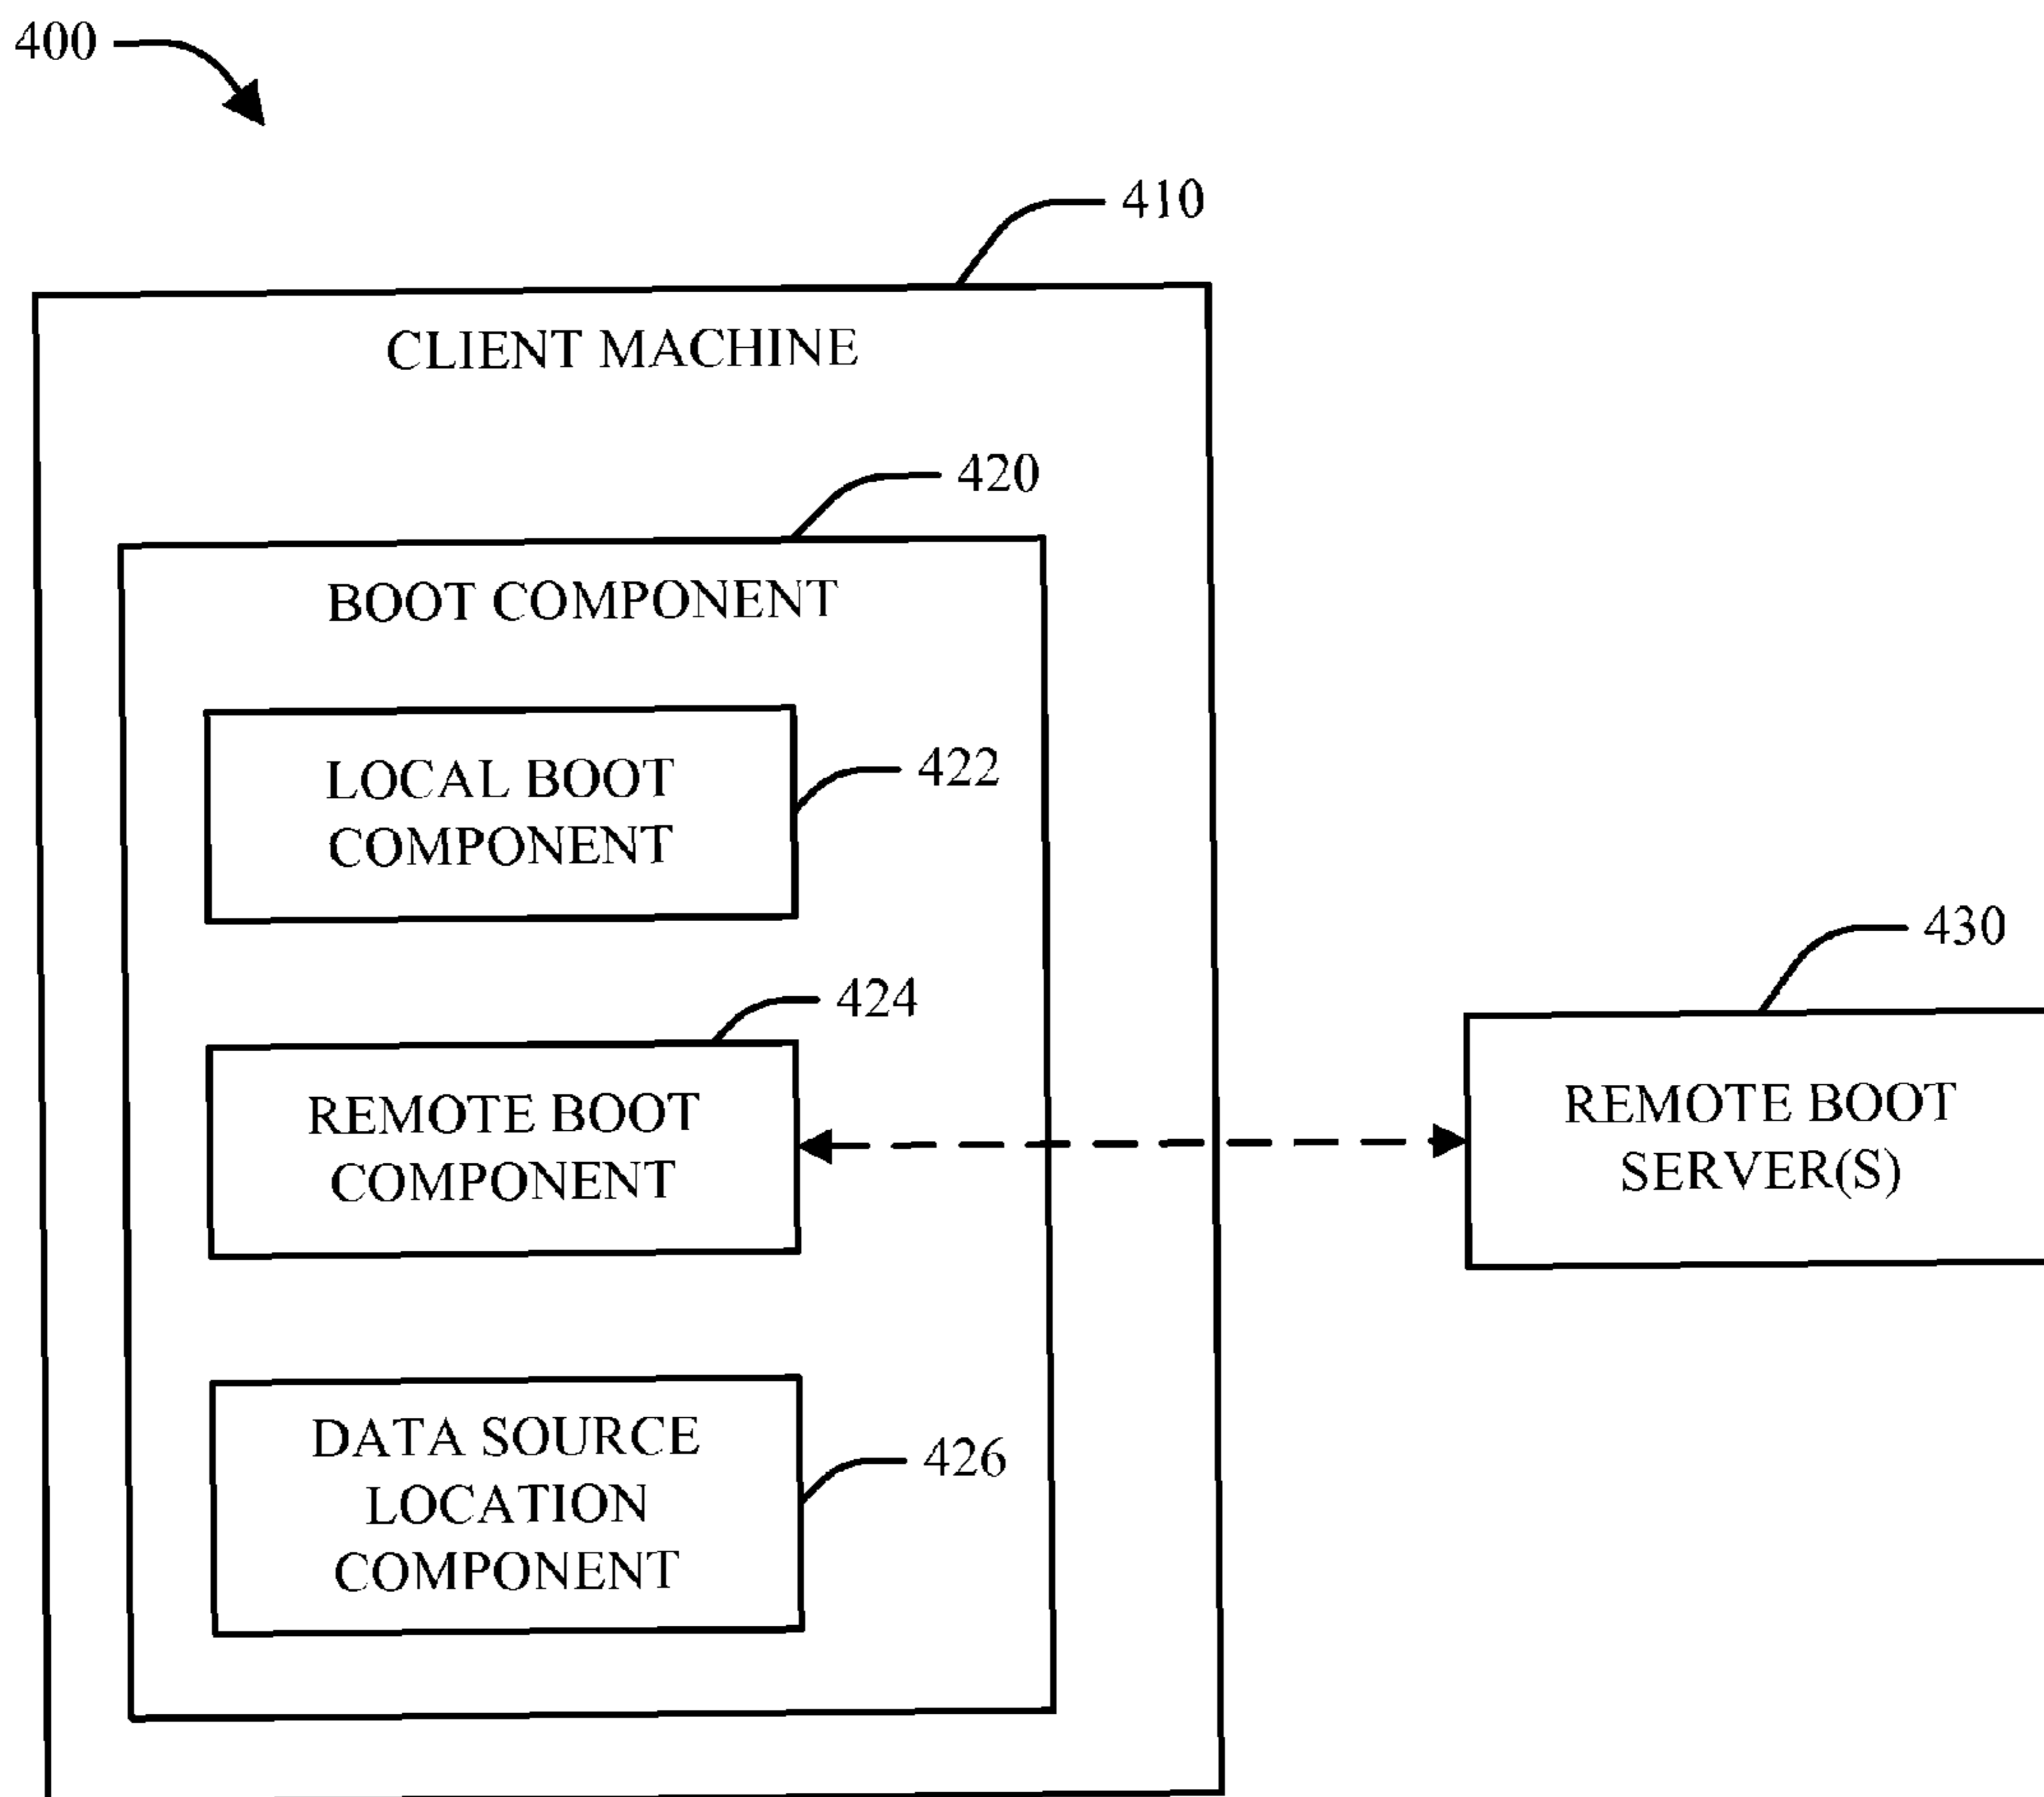 400
410
CLIENT MACHINE
420
BOOT COMPONENT
LOCAL BOOT
COMPONENT
422
424
REMOTE BOOT
COMPONENT
430
REMOTE BOOT
SERVER(S)
DATA SOURCE
LOCATION
COMPONENT
426